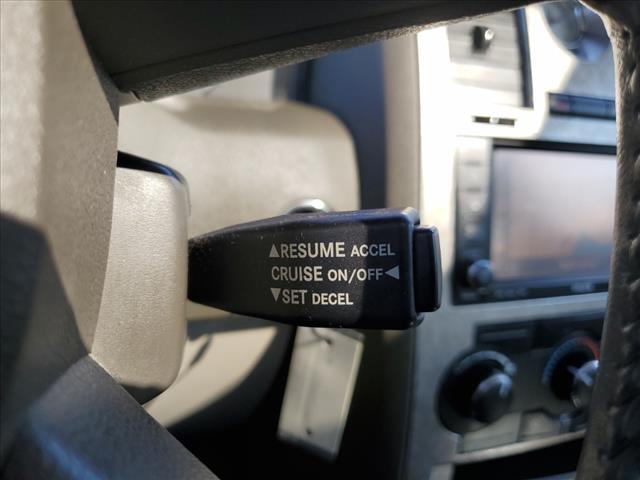 ▲RESUME ACCEL
CRUISE ON/OFF◀
▼SET DECEL